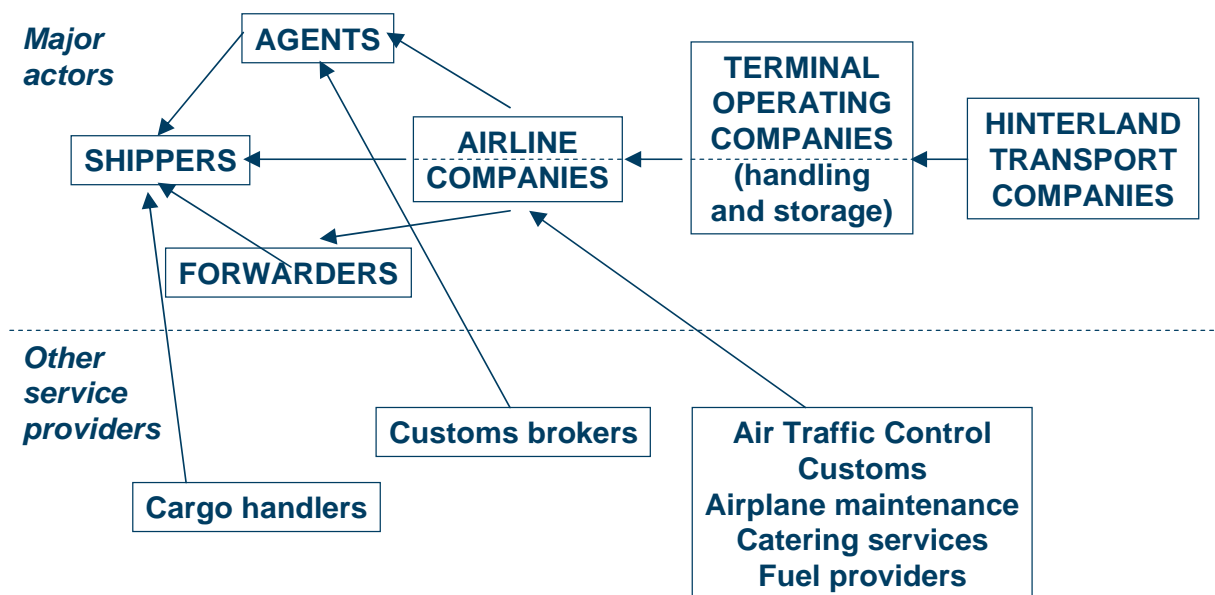 Major
actors
AGENTS
SHIPPERS
FORWARDERS
AIRLINE
COMPANIES
TERMINAL
OPERATING
COMPANIES
(handling
and storage)
HINTERLAND
TRANSPORT
COMPANIES
Other
service
providers
Cargo handlers
Customs brokers
Air Traffic Control
Customs
Airplane maintenance
Catering services
Fuel providers